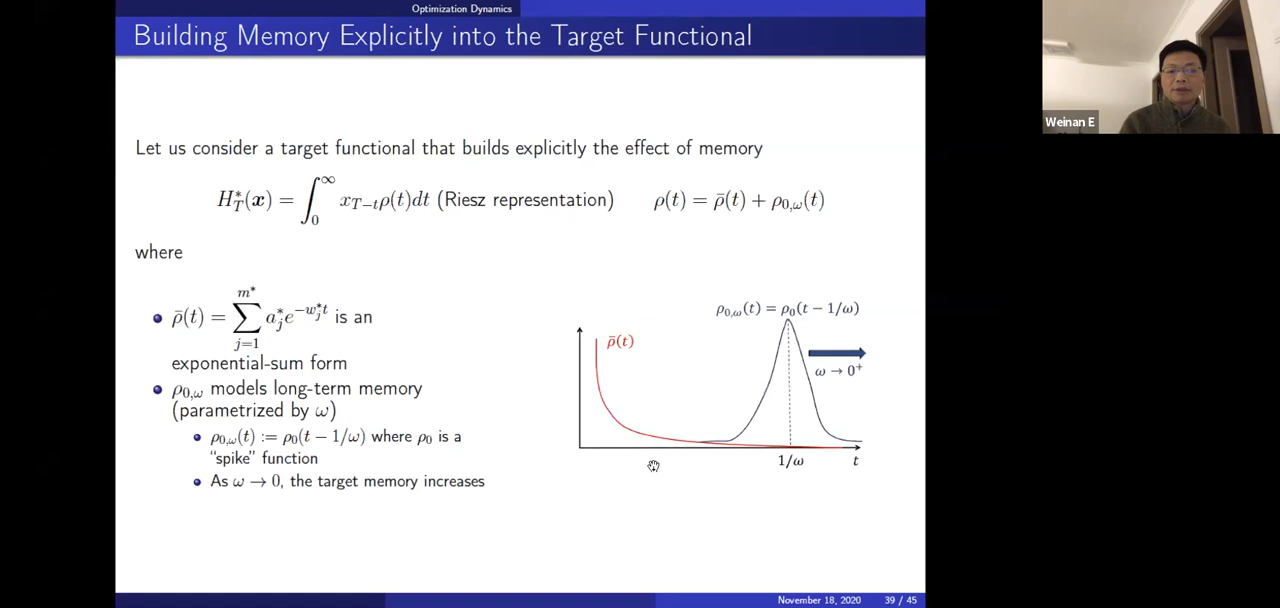 Optimization Dynamics
Building Memory Explicitly into the Target Functional
Weinan E
Let us consider a target functional that builds explicitly the effect of memory
H*_T(x) = ∫_0^∞ x_{T−t}ρ(t)dt (Riesz representation) ρ(t) = ρ̄(t) + ρ_{0,ω}(t)
where
ρ̄(t) = ∑_{j=1}^{m*} a*_j e^{−w*_j t} is an
exponential-sum form
ρ_{0,ω} models long-term memory
(parametrized by ω)
ρ_{0,ω}(t) := ρ_0(t − 1/ω) where ρ_0 is a
"spike" function
As ω → 0, the target memory increases
ρ_{0,ω}(t) = ρ_0(t − 1/ω)
ρ̄(t)
ω → 0⁺
1/ω
t
November 18, 2020 39 / 45